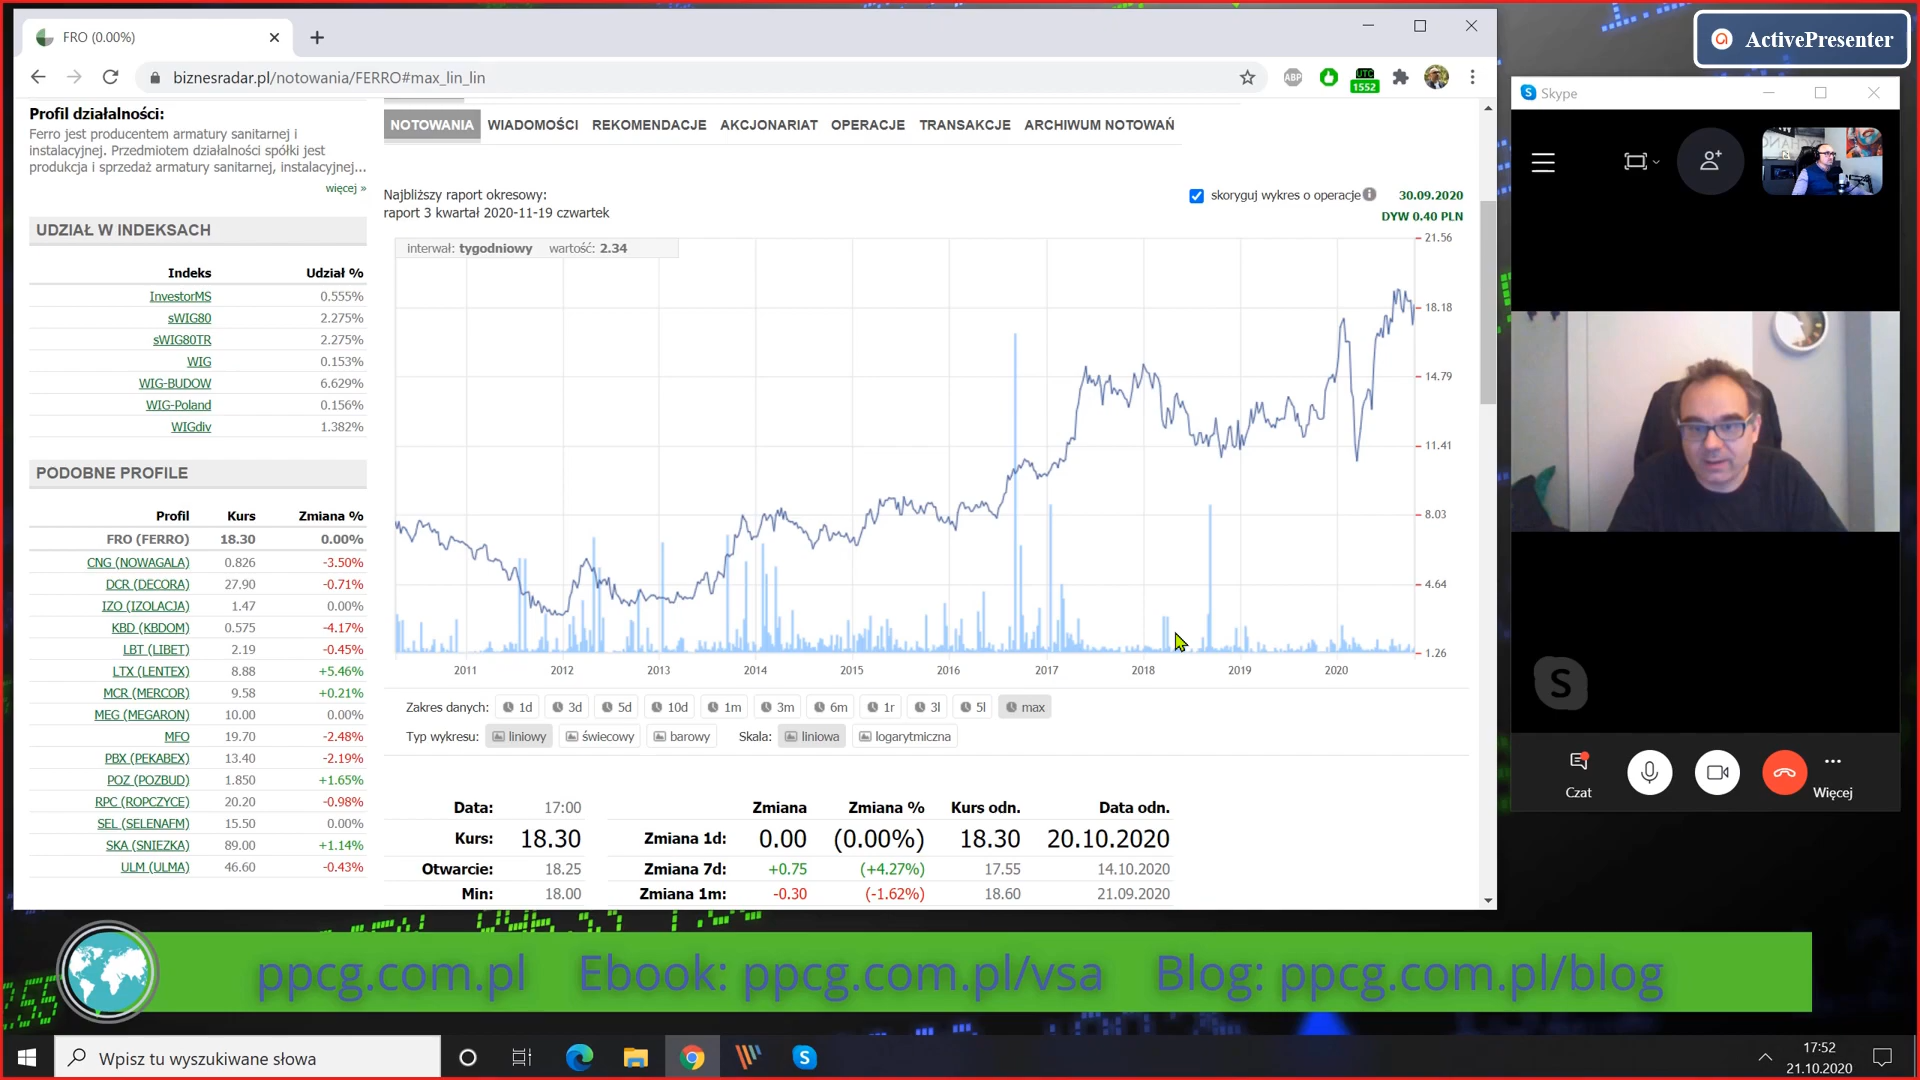 FRO (0.00%)
biznesradar.pl/notowania/FERRO#max_lin_lin
ABP
UTC
1552
ActivePresenter
Skype
Profil działalności:
Ferro jest producentem armatury sanitarnej i
instalacyjnej. Przedmiotem działalności spółki jest
produkcja i sprzedaż armatury sanitarnej, instalacyjnej...
więcej »
NOTOWANIA WIADOMOŚCI REKOMENDACJE AKCJONARIAT OPERACJE TRANSAKCJE ARCHIWUM NOTOWAŃ
Najbliższy raport okresowy:
raport 3 kwartał 2020-11-19 czwartek
skoryguj wykres o operacje
30.09.2020
DYW 0.40 PLN
interwał: tygodniowy wartość: 2.34
21.56
18.18
14.79
11.41
8.03
4.64
1.26
2011 2012 2013 2014 2015 2016 2017 2018 2019 2020
UDZIAŁ W INDEKSACH
Indeks Udział %
InvestorMS 0.555%
sWIG80 2.275%
sWIG80TR 2.275%
WIG 0.153%
WIG-BUDOW 6.629%
WIG-Poland 0.156%
WIGdiv 1.382%
PODOBNE PROFILE
Profil Kurs Zmiana %
FRO (FERRO) 18.30 0.00%
CNG (NOWAGALA) 0.826 -3.50%
DCR (DECORA) 27.90 -0.71%
IZO (IZOLACJA) 1.47 0.00%
KBD (KBDOM) 0.575 -4.17%
LBT (LIBET) 2.19 -0.45%
LTX (LENTEX) 8.88 +5.46%
MCR (MERCOR) 9.58 +0.21%
MEG (MEGARON) 10.00 0.00%
MFO 19.70 -2.48%
PBX (PEKABEX) 13.40 -2.19%
POZ (POZBUD) 1.850 +1.65%
RPC (ROPCZYCE) 20.20 -0.98%
SEL (SELENAFM) 15.50 0.00%
SKA (SNIEZKA) 89.00 +1.14%
ULM (ULMA) 46.60 -0.43%
Zakres danych: 1d 3d 5d 10d 1m 3m 6m 1r 3l 5l max
Typ wykresu: liniowy świecowy barowy Skala: liniowa logarytmiczna
Data: 17:00
Kurs: 18.30
Otwarcie: 18.25
Min: 18.00
Zmiana Zmiana % Kurs odn. Data odn.
Zmiana 1d: 0.00 (0.00%) 18.30 20.10.2020
Zmiana 7d: +0.75 (+4.27%) 17.55 14.10.2020
Zmiana 1m: -0.30 (-1.62%) 18.60 21.09.2020
Czat
Więcej
ppcg.com.pl Ebook: ppcg.com.pl/vsa Blog: ppcg.com.pl/blog
Wpisz tu wyszukiwane słowa
17:52
21.10.2020